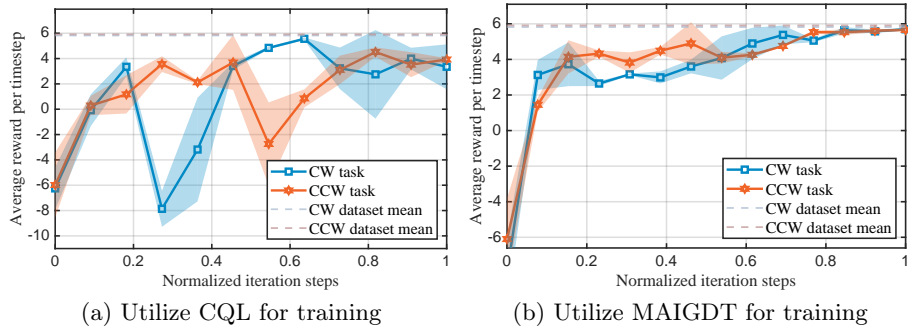 6
4
2
0
-2
-4
-6
-8
-10
Average reward per timestep
0
0.2
0.4
0.6
0.8
1
Normalized iteration steps
CW task
CCW task
CW dataset mean
CCW dataset mean
(a) Utilize CQL for training
6
4
2
0
-2
-4
-6
Average reward per timestep
0
0.2
0.4
0.6
0.8
1
Normalized iteration steps
CW task
CCW task
CW dataset mean
CCW dataset mean
(b) Utilize MAIGDT for training